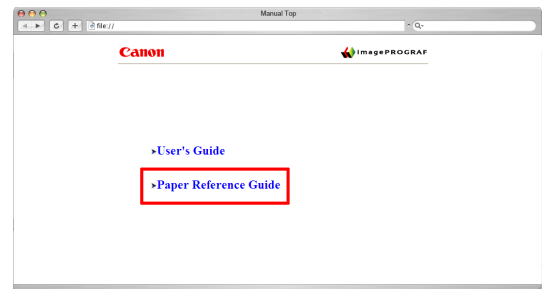 Manual Top
file://
Q
Canon
imagePROGRAF
➤User's Guide
➤Paper Reference Guide